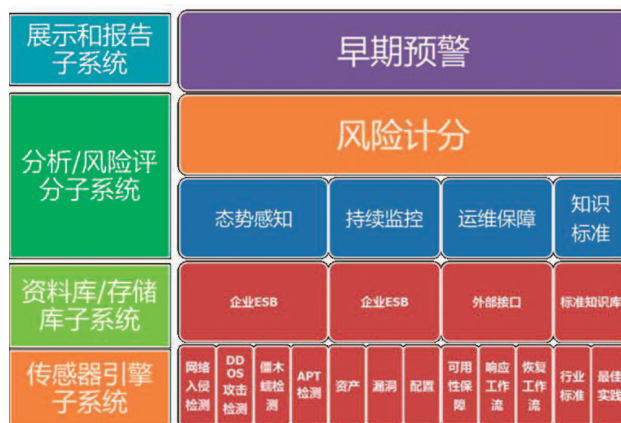 展示和报告
子系统
早期预警
分析/风险评
分子系统
风险计分
态势感知
持续监控
运维保障
知识
标准
资料库/存储
库子系统
企业ESB
企业ESB
外部接口
标准知识库
传感器引擎
子系统
网络
入侵
检测
DD
OS
攻击
检测
僵木
蠕检
测
APT
检测
资产
漏洞
配置
可用
性保
障
响应
工作
流
恢复
工作
流
行业
标准
最佳
实践